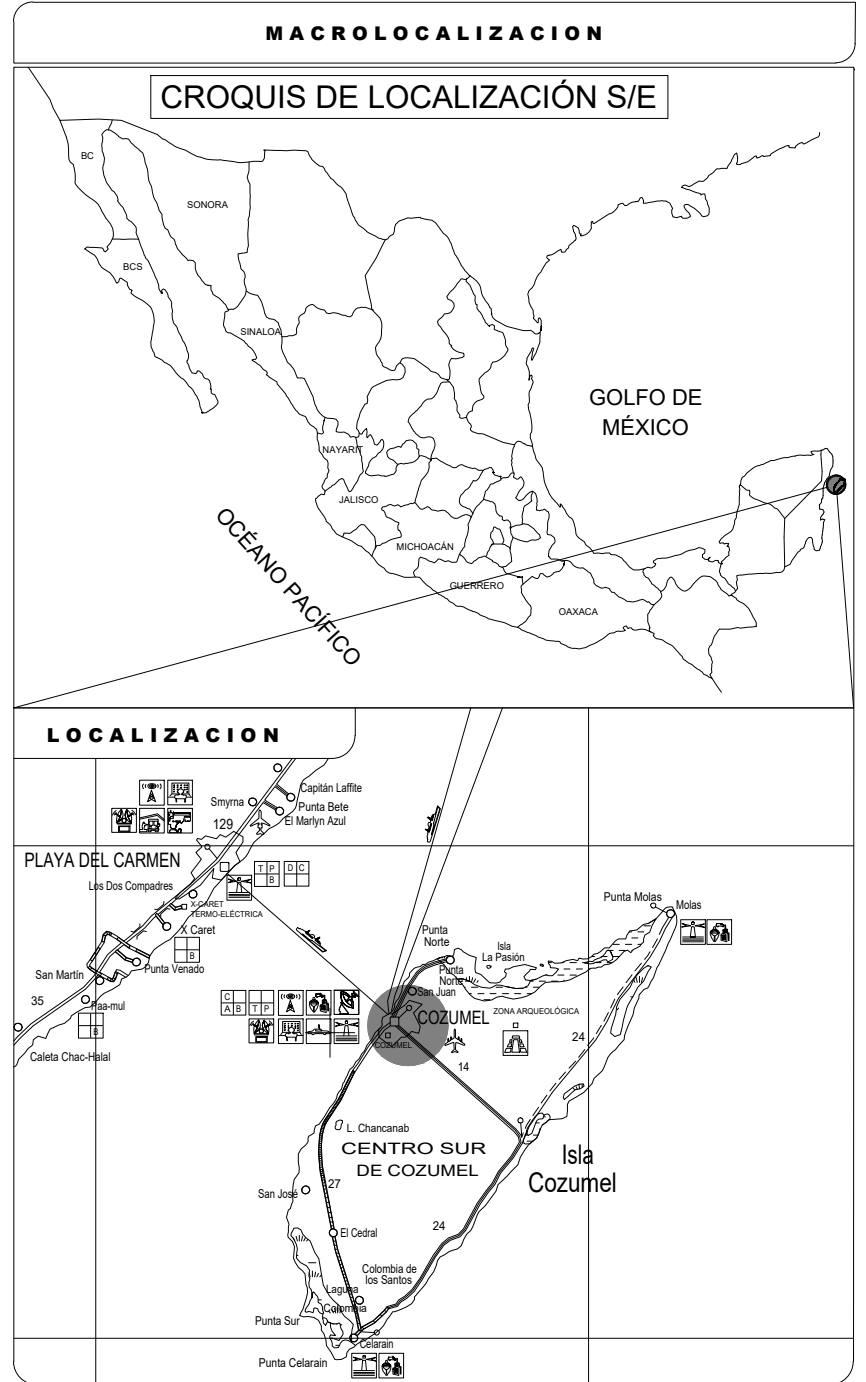 MACROLOCALIZACION
CROQUIS DE LOCALIZACIÓN S/E
BC
SONORA
BCS
SINALOA
GOLFO DE
MÉXICO
NAYARIT
JALISCO
OCÉANO PACÍFICO
MICHOACÁN
GUERRERO
OAXACA
LOCALIZACION
Capitán Laffite
Smyrna
Punta Bete
El Marlyn Azul
129
PLAYA DEL CARMEN
T P
B
D C
Los Dos Compadres
X-CARET
TERMO-ELÉCTRICA
X Caret
B
Punta Venado
San Martín
35
Paa-mul
B
Caleta Chac-Halal
Punta Molas
Molas
Punta
Norte
Isla
La Pasión
Punta
Norte
San Juan
C
A B
T P
COZUMEL
COZUMEL
ZONA ARQUEOLÓGICA
24
14
L. Chancanab
CENTRO SUR
DE COZUMEL
Isla
Cozumel
San José
27
24
El Cedral
Colombia de
los Santos
Laguna
Colombia
Punta Sur
Celarain
Punta Celarain